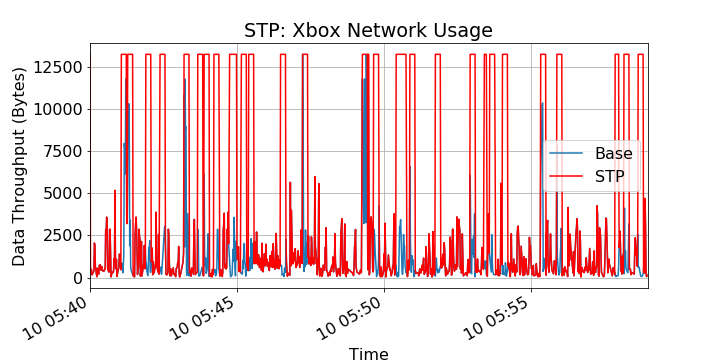 STP: Xbox Network Usage
Data Throughput (Bytes)
12500
10000
7500
5000
2500
0
Base
STP
10 05:40
10 05:45
10 05:50
10 05:55
Time